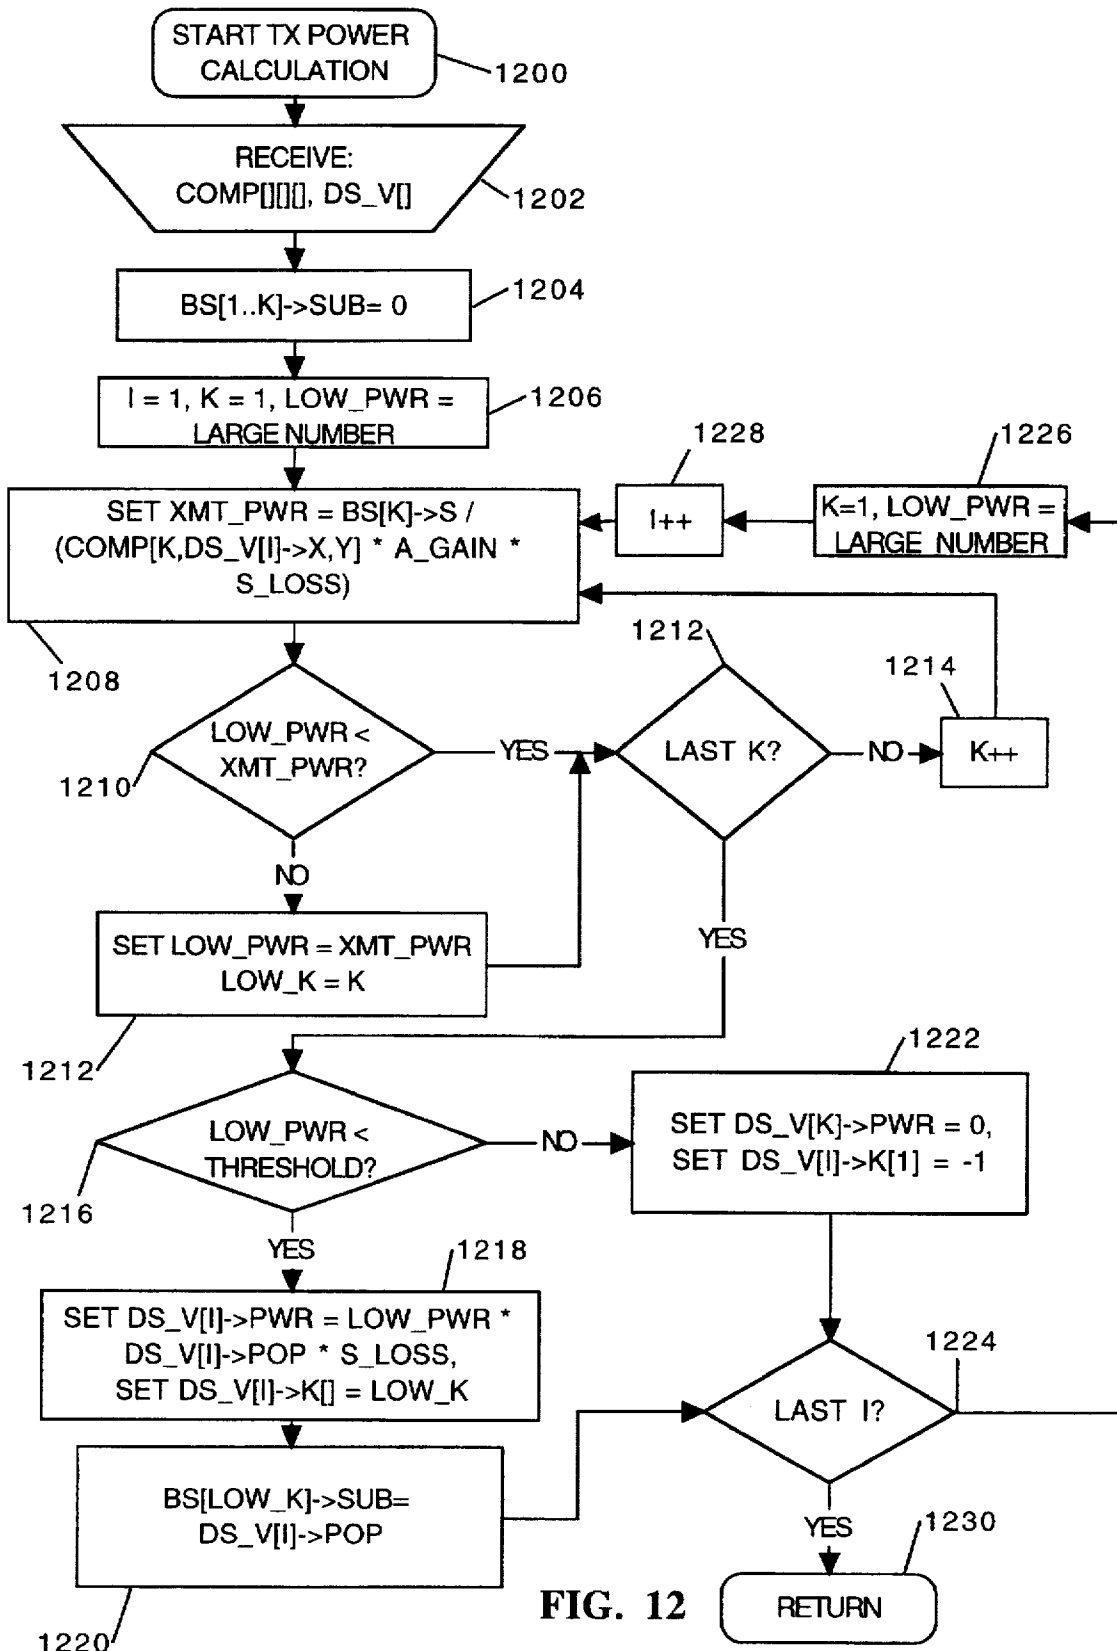 START TX POWER
CALCULATION
1200
RECEIVE:
COMP[][][], DS_V[]
1202
BS[1..K]->SUB= 0
1204
I = 1, K = 1, LOW_PWR =
LARGE NUMBER
1206
1228
1226
SET XMT_PWR = BS[K]->S /
(COMP[K,DS_V[I]->X,Y] * A_GAIN *
S_LOSS)
I++
K=1, LOW_PWR =
LARGE NUMBER
1208
1212
1214
LOW_PWR <
XMT_PWR?
1210
YES
LAST K?
NO
K++
NO
SET LOW_PWR = XMT_PWR
LOW_K = K
YES
1212
1222
LOW_PWR <
THRESHOLD?
1216
NO
SET DS_V[K]->PWR = 0,
SET DS_V[I]->K[1] = -1
YES
1218
SET DS_V[I]->PWR = LOW_PWR *
DS_V[I]->POP * S_LOSS,
SET DS_V[I]->K[] = LOW_K
1224
LAST I?
BS[LOW_K]->SUB=
DS_V[I]->POP
YES
1230
RETURN
FIG. 12
1220